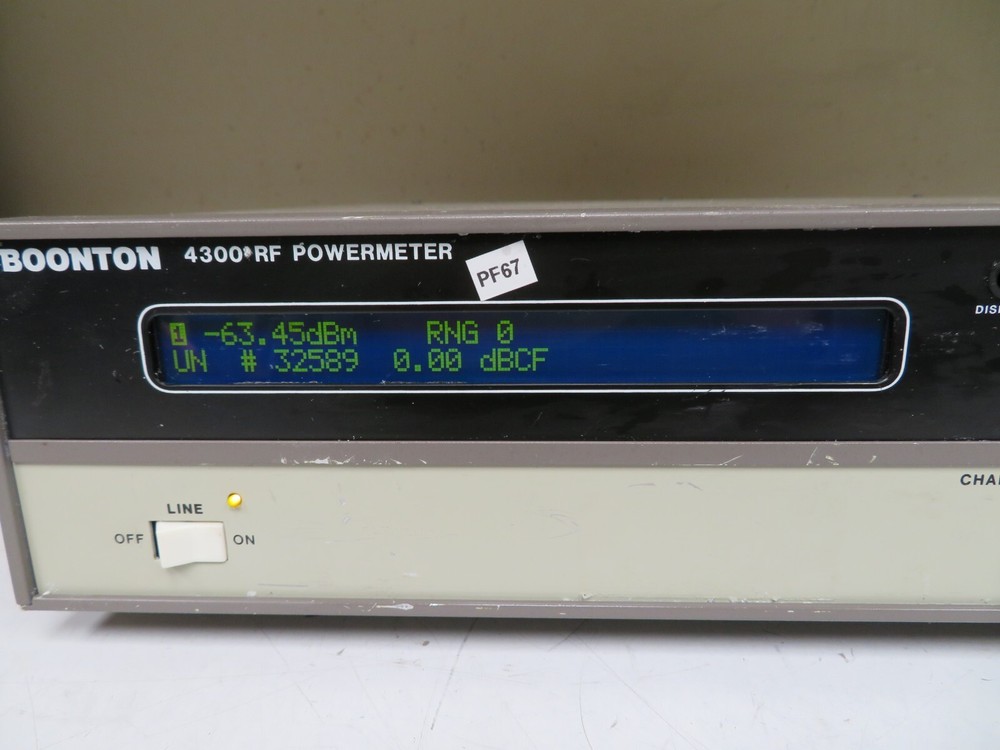 BOONTON 4300 RF POWERMETER
PF67
1 -63.45dBm RNG 0
UN # 32589 0.00 dBCF
LINE
OFF ON